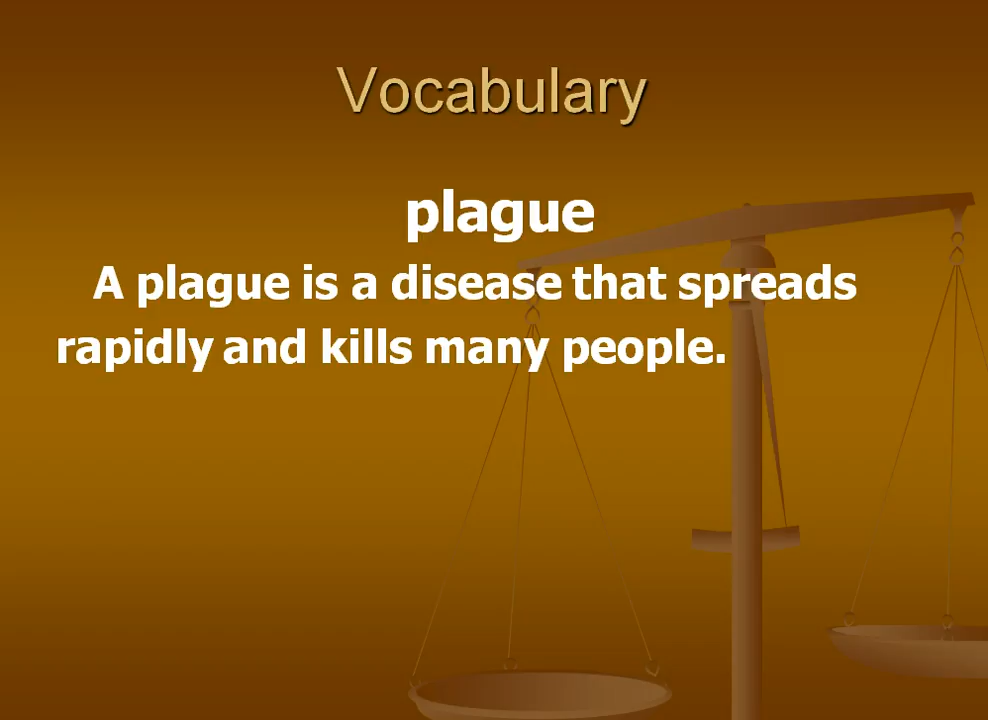 Vocabulary
plague
A plague is a disease that spreads
rapidly and kills many people.